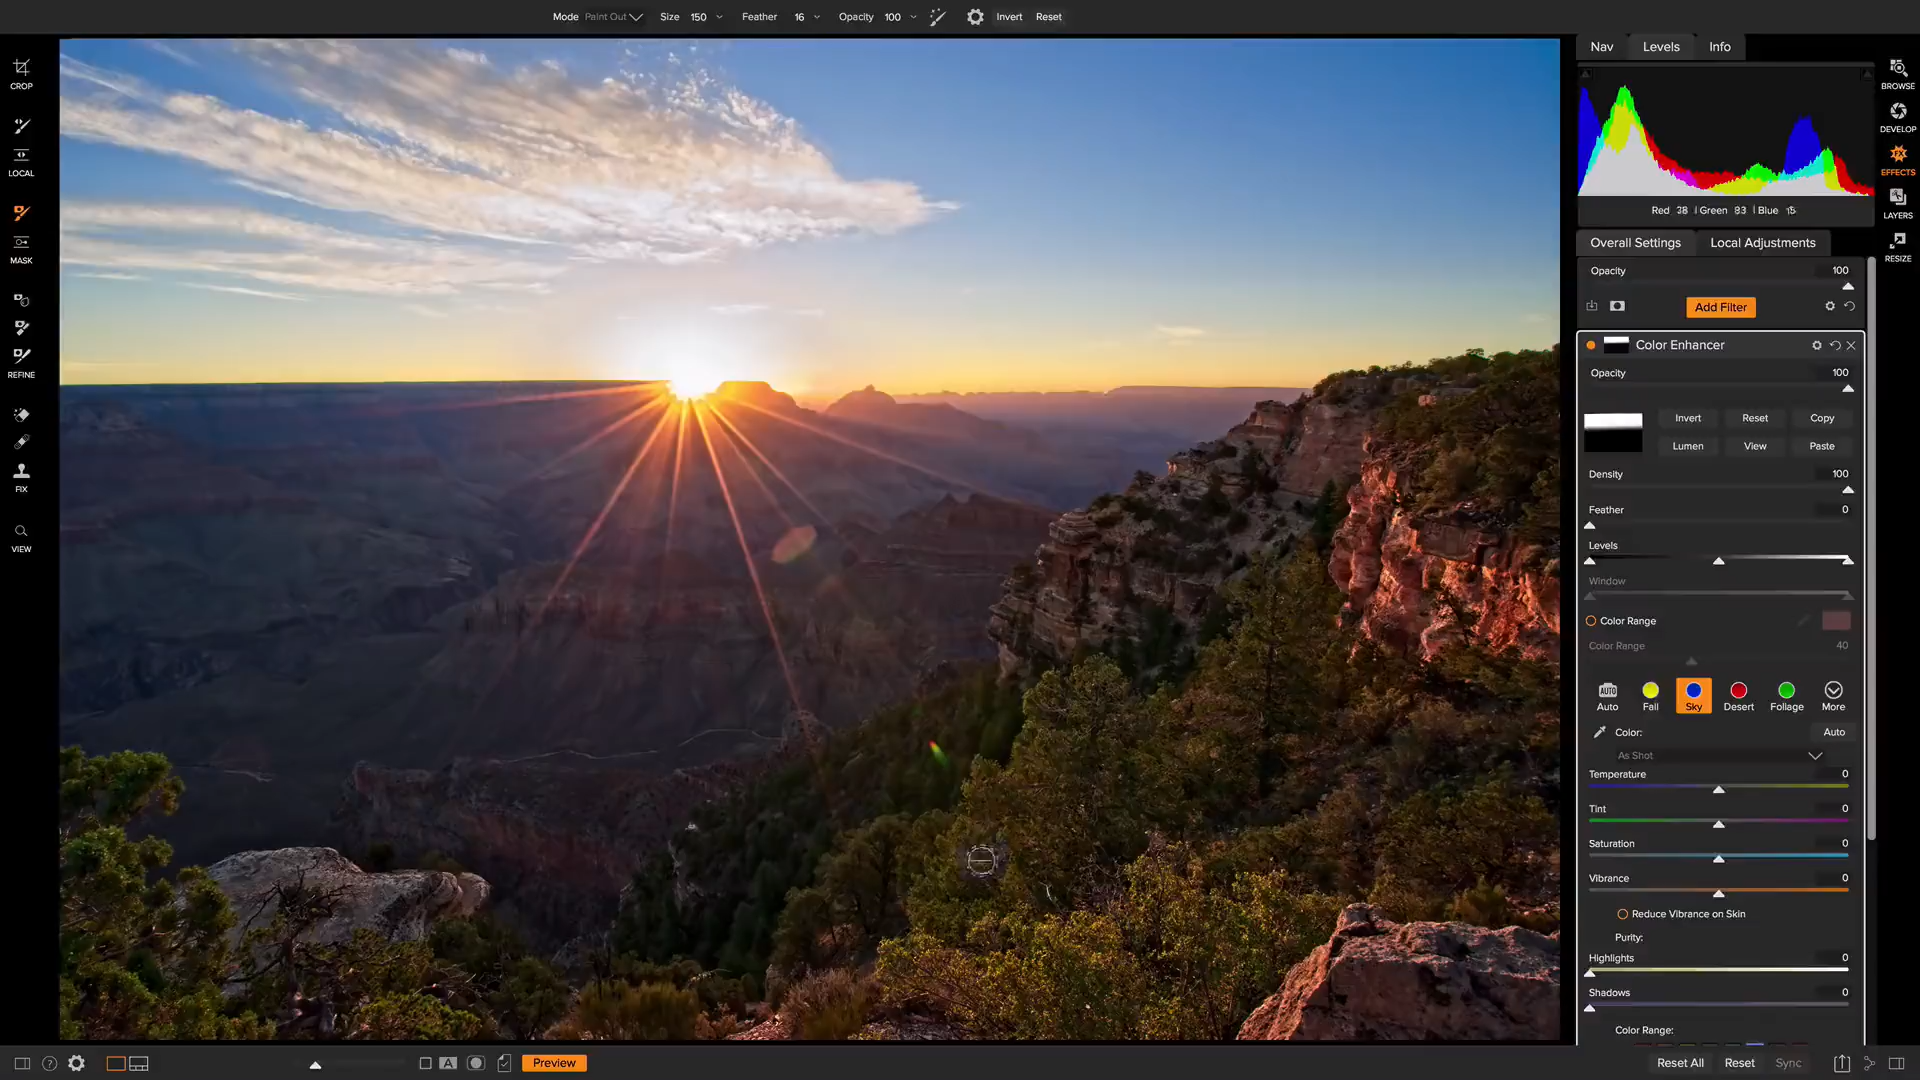 Mode Paint Out Size 150 Feather 16 Opacity 100 Invert Reset
Nav Levels Info
CROP
LOCAL
MASK
REFINE
FIX
VIEW
BROWSE
DEVELOP
EFFECTS
LAYERS
RESIZE
Red 38 | Green 33 | Blue 15
Overall Settings Local Adjustments
Opacity 100
Add Filter
Color Enhancer
Opacity 100
Invert Reset Copy
Lumen View Paste
Density 100
Feather 0
Levels
Window
Color Range
Color Range 40
AUTO
Auto Fall Sky Desert Foliage More
Color: Auto
As Shot
Temperature 0
Tint 0
Saturation 0
Vibrance 0
Reduce Vibrance on Skin
Purity:
Highlights 0
Shadows 0
Color Range:
? A Preview
Reset All Reset Sync